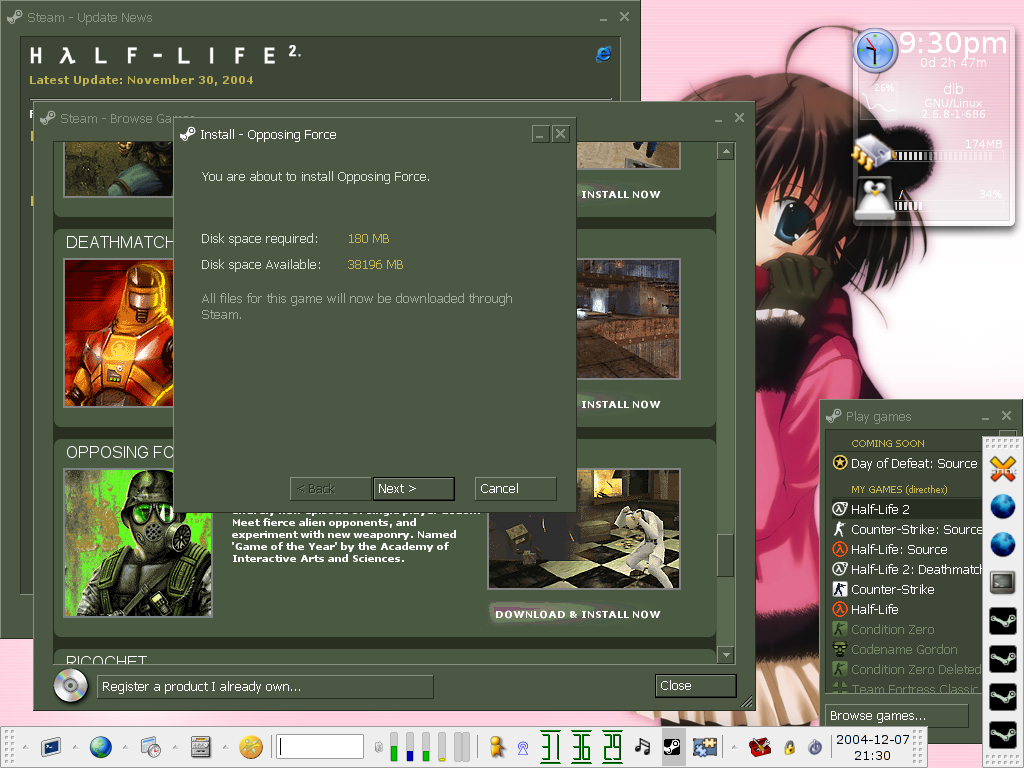 Steam - Update News
HλLF-LIFE 2.
Latest Update: November 30, 2004
Steam - Browse Games
Install - Opposing Force
You are about to install Opposing Force.
Disk space required: 180 MB
Disk space Available: 38196 MB
All files for this game will now be downloaded through
Steam.
< Back
Next >
Cancel
INSTALL NOW
DEATHMATCH
INSTALL NOW
OPPOSING FO
Meet fierce alien opponents, and
experiment with new weaponry. Named
'Game of the Year' by the Academy of
Interactive Arts and Sciences.
DOWNLOAD & INSTALL NOW
RICOCHET
Register a product I already own...
Close
9:30pm
0d 2h 47m
26%
dib
GNU/Linux
2.6.8-1-686
174MB
/
34%
Play games
COMING SOON
Day of Defeat: Source
MY GAMES (directhex)
Half-Life 2
Counter-Strike: Source
Half-Life: Source
Half-Life 2: Deathmatch
Counter-Strike
Half-Life
Condition Zero
Codename Gordon
Condition Zero Deleted
Team Fortress Classic
Browse games...
31 36 29
2004-12-07
21:30